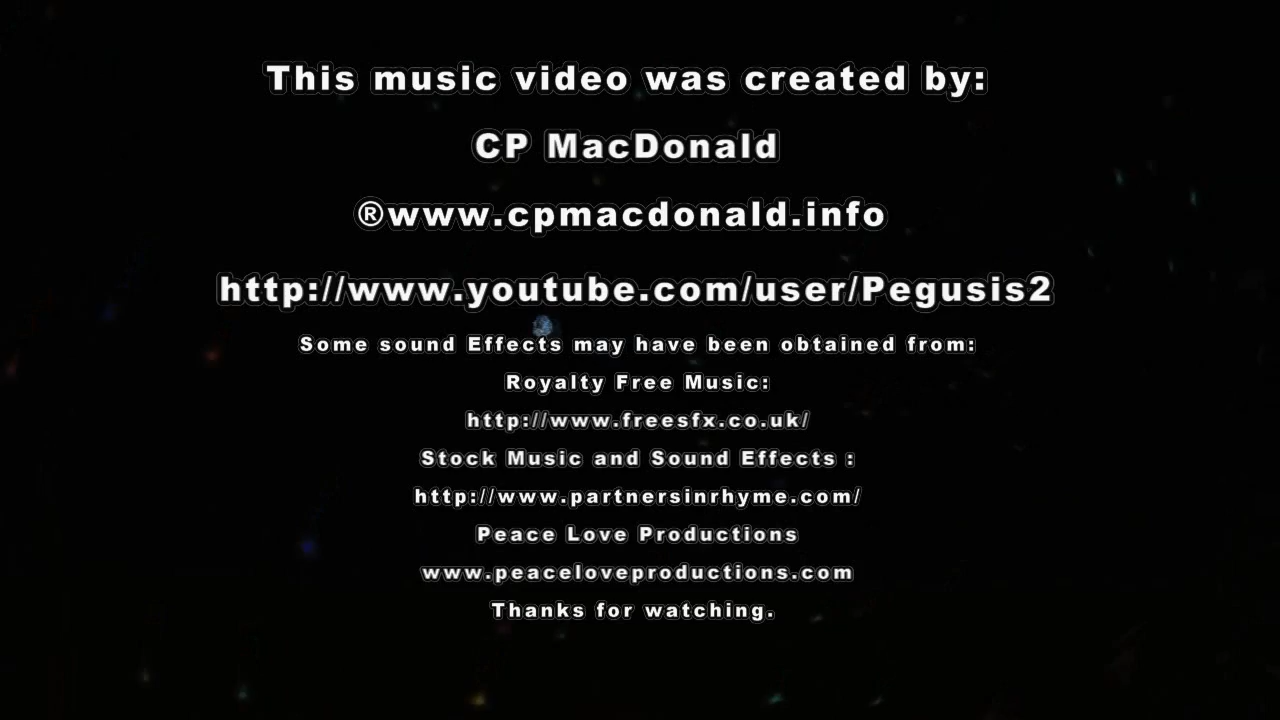 This music video was created by:
CP MacDonald
®www.cpmacdonald.info
http://www.youtube.com/user/Pegusis2
Some sound Effects may have been obtained from:
Royalty Free Music:
http://www.freesfx.co.uk/
Stock Music and Sound Effects :
http://www.partnersinrhyme.com/
Peace Love Productions
www.peaceloveproductions.com
Thanks for watching.